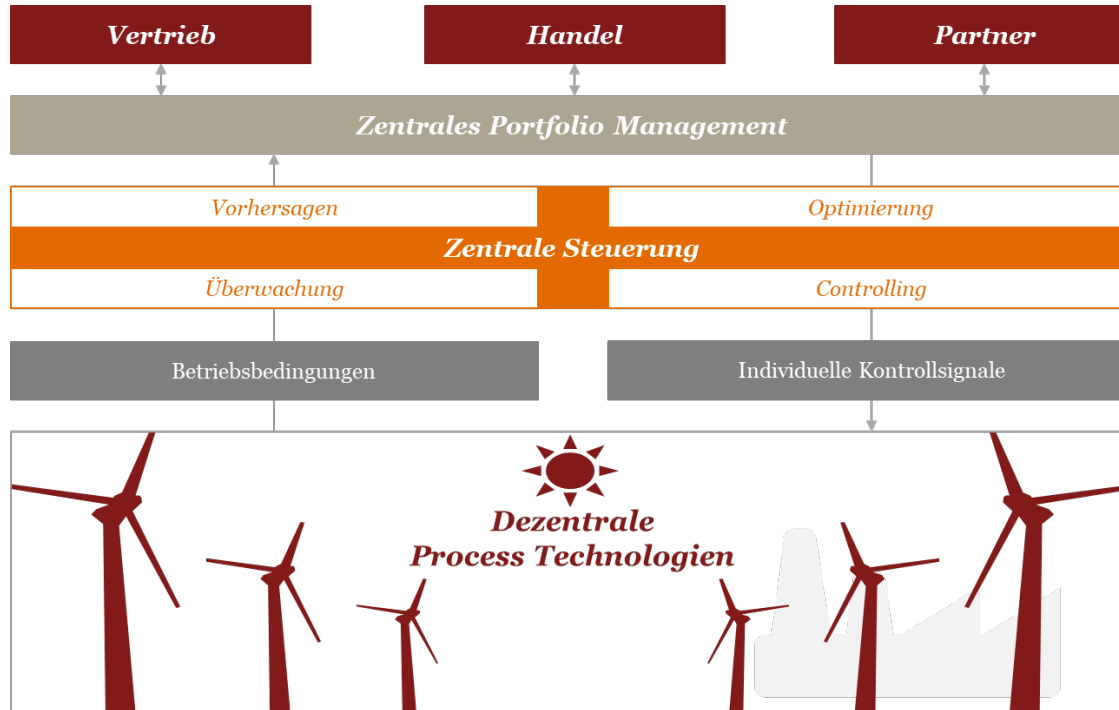 Vertrieb
Handel
Partner
Zentrales Portfolio Management
Vorhersagen
Optimierung
Zentrale Steuerung
Überwachung
Controlling
Betriebsbedingungen
Individuelle Kontrollsignale
Dezentrale
Process Technologien